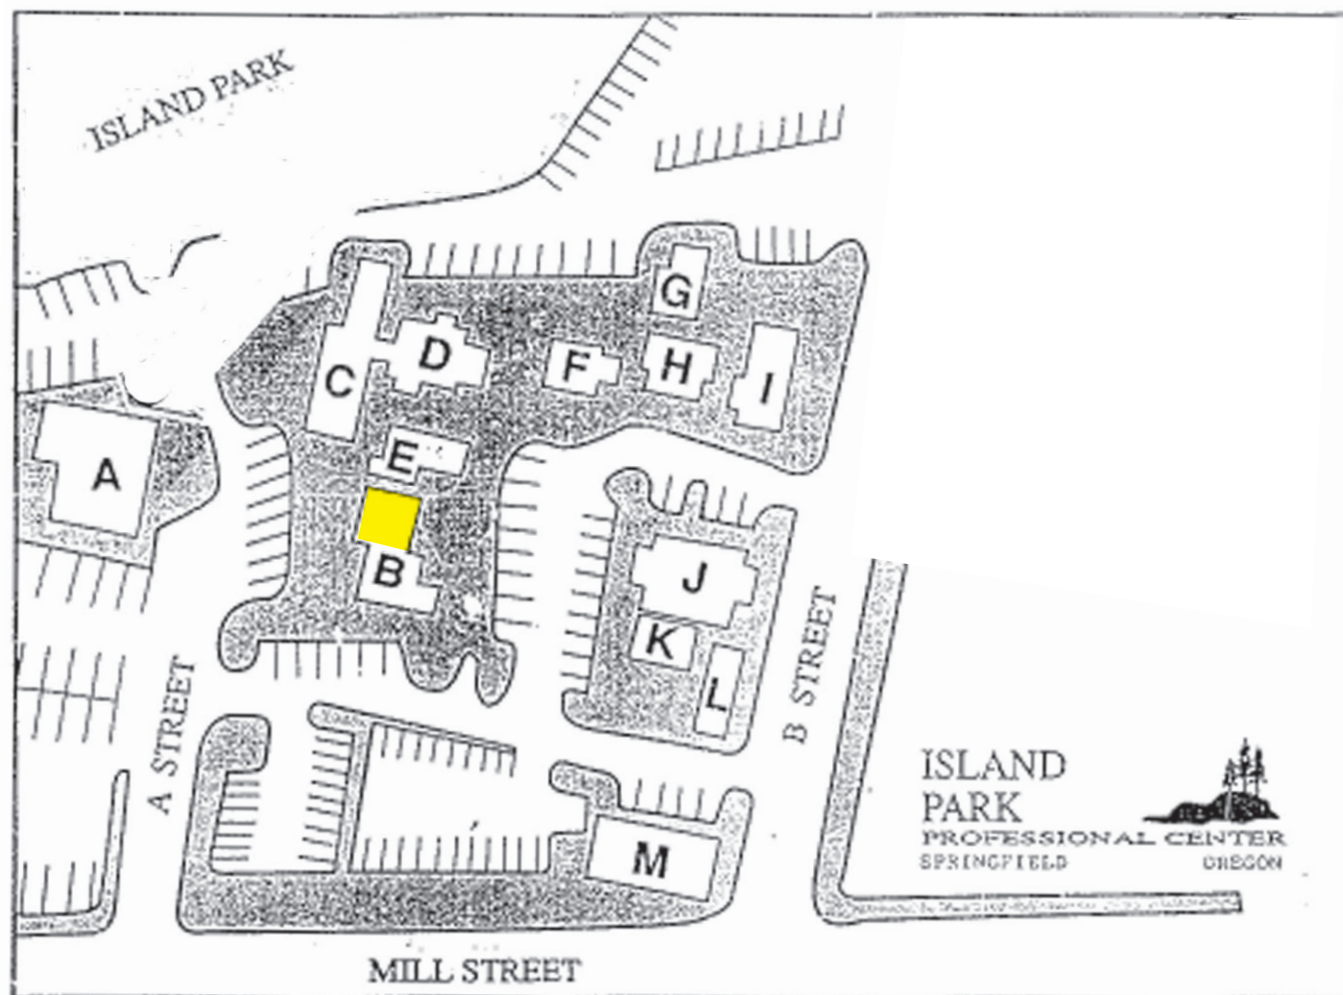 ISLAND PARK
G
D
F
H
I
C
E
A
B
J
K
L
A STREET
B STREET
M
ISLAND
PARK
PROFESSIONAL CENTER
SPRINGFIELD OREGON
MILL STREET